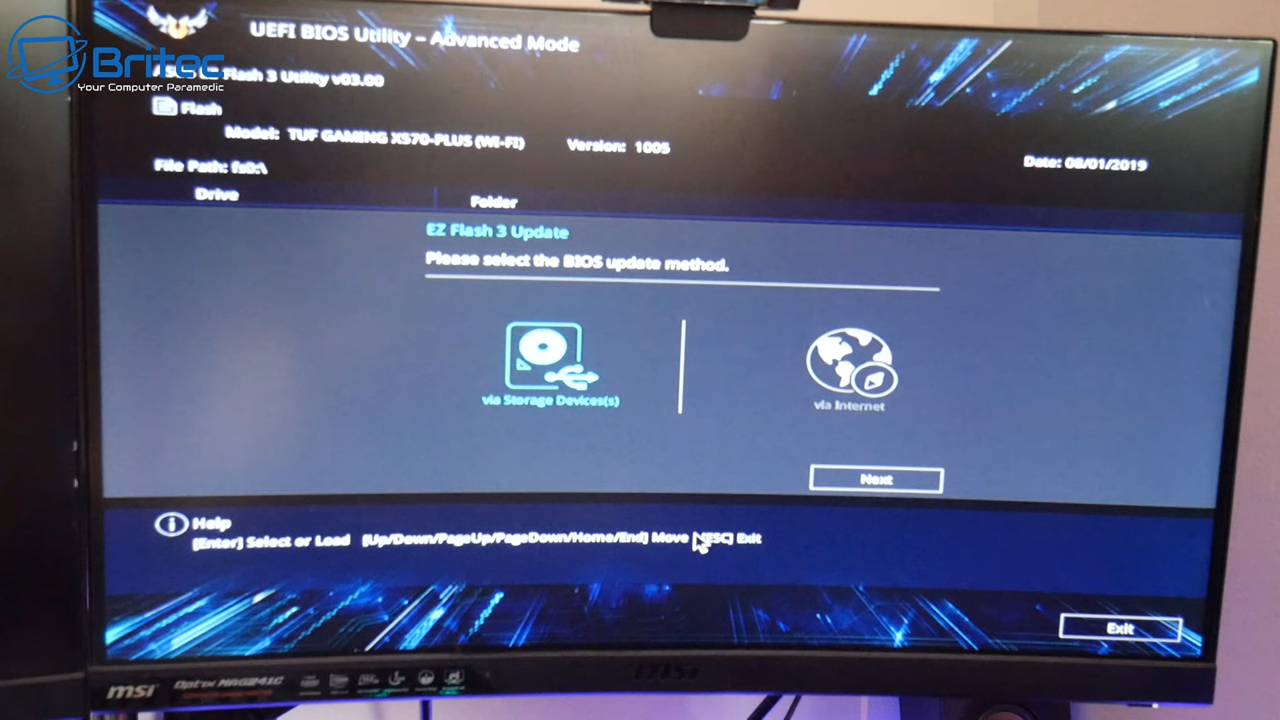 UEFI BIOS Utility – Advanced Mode
Britec
Your Computer Paramedic
Flash 3 Utility v03.00
Flash
Model: TUF GAMING X570-PLUS (WI-FI) Version: 1005
Date: 08/01/2019
File Path: fs0:\
Drive Folder
EZ Flash 3 Update
Please select the BIOS update method.
via Storage Devices(s) via Internet
Next
Help
[Enter] Select or Load [Up/Down/PageUp/PageDown/Home/End] Move [ESC] Exit
Exit
msi Optix MAG241C msi